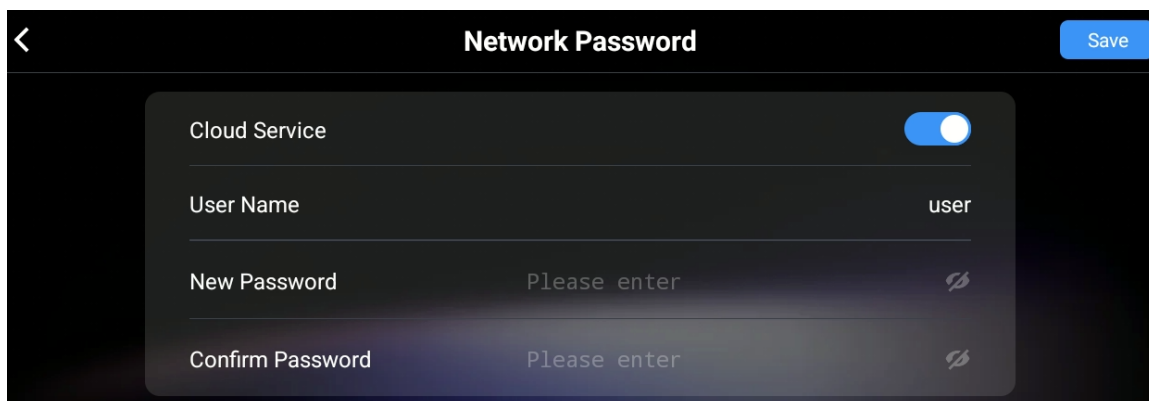 Network Password
Save
Cloud Service
User Name
user
New Password
Please enter
Confirm Password
Please enter